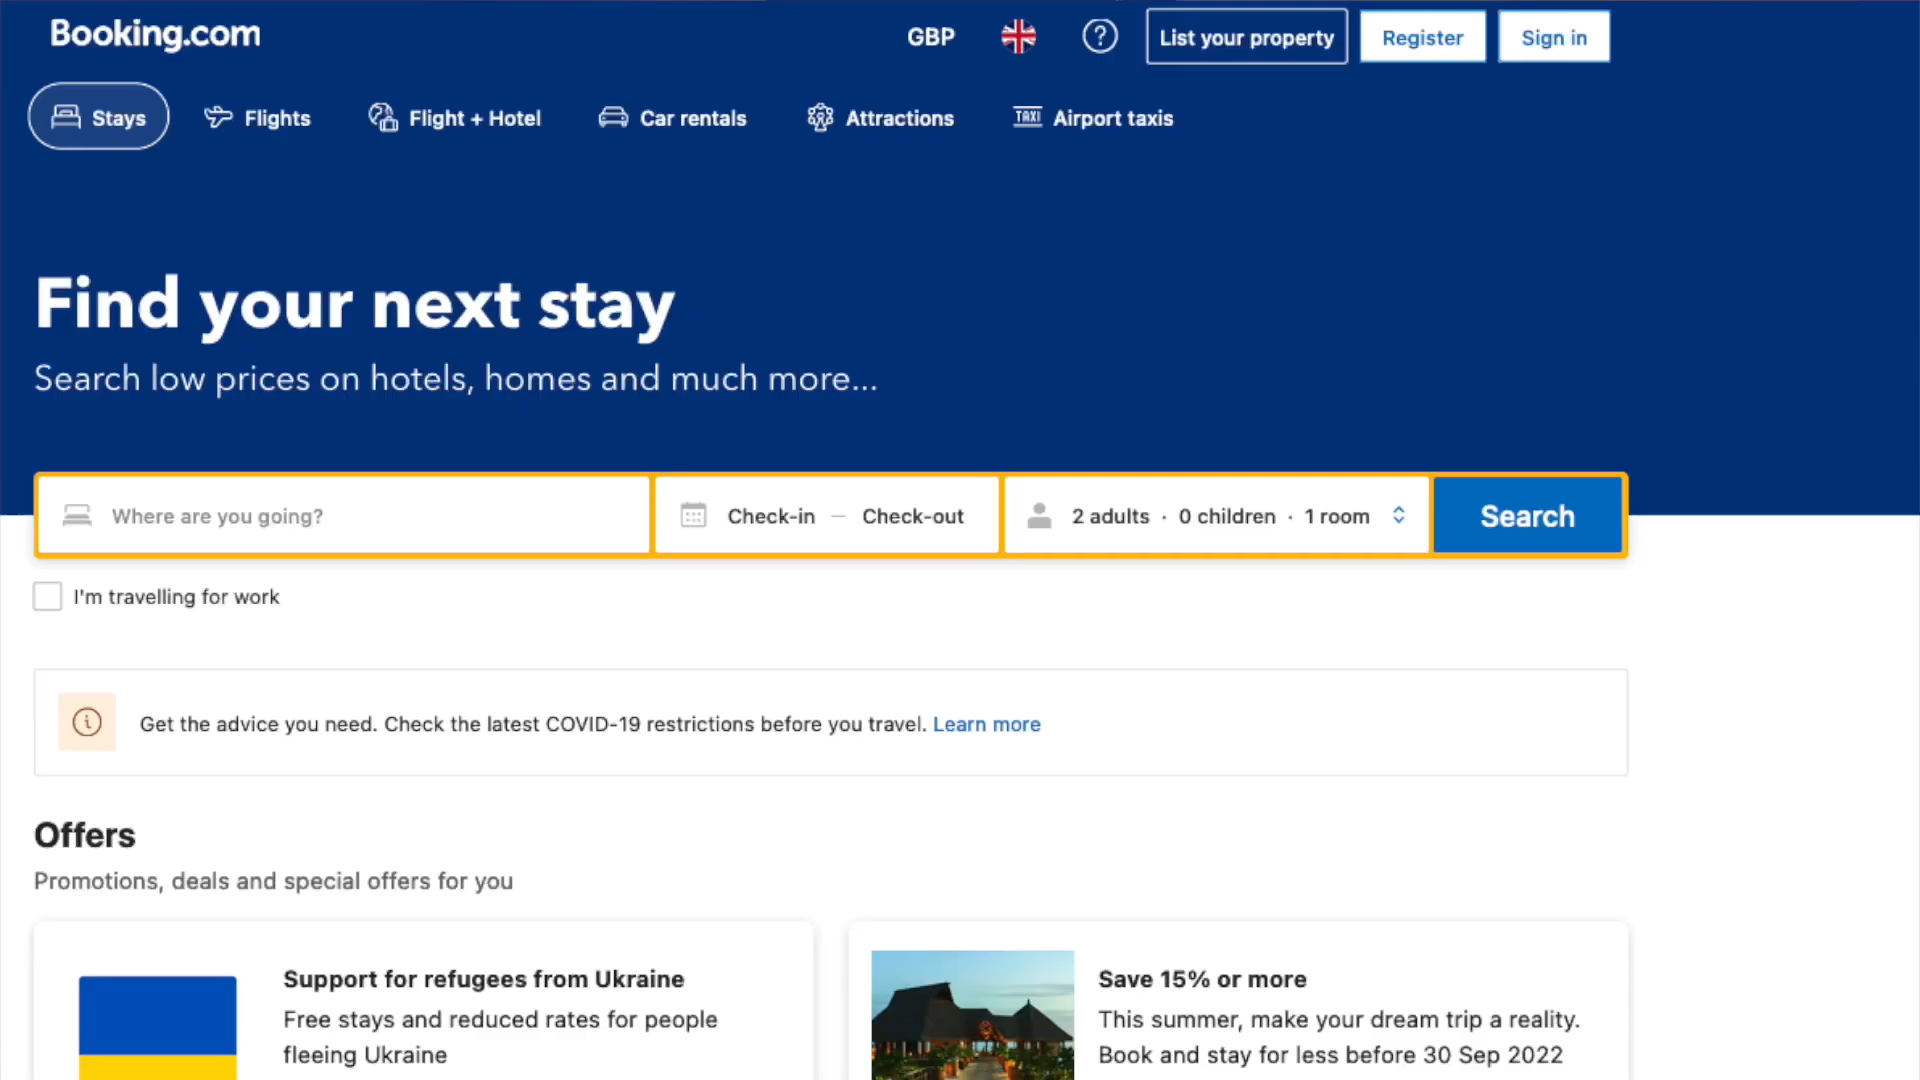 Booking.com
GBP
List your property
Register
Sign in
Stays
Flights
Flight + Hotel
Car rentals
Attractions
TAXI
Airport taxis
Find your next stay
Search low prices on hotels, homes and much more...
Where are you going?
Check-in — Check-out
2 adults · 0 children · 1 room
Search
I'm travelling for work
Get the advice you need. Check the latest COVID-19 restrictions before you travel. Learn more
Offers
Promotions, deals and special offers for you
Support for refugees from Ukraine
Free stays and reduced rates for people
fleeing Ukraine
Save 15% or more
This summer, make your dream trip a reality.
Book and stay for less before 30 Sep 2022